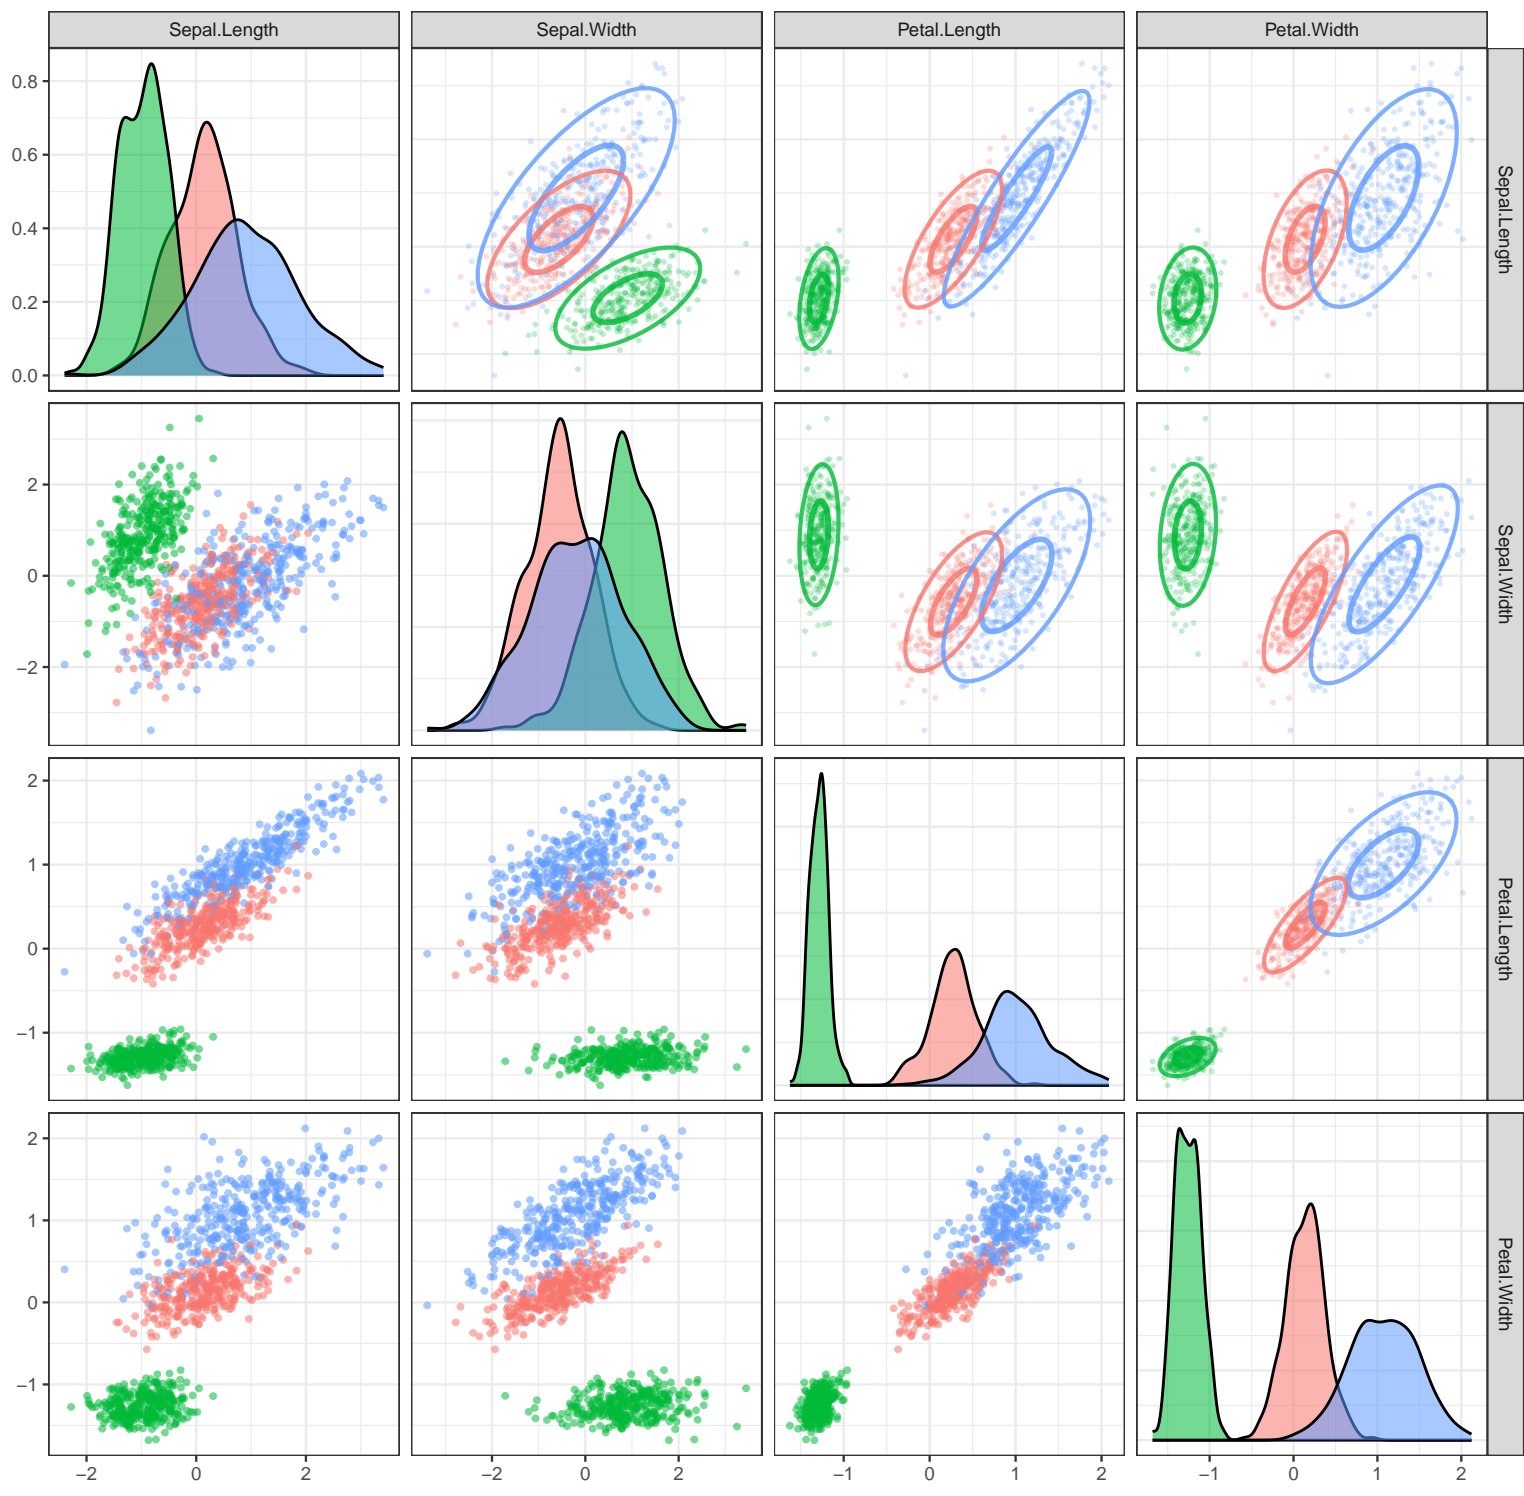 Sepal.Length Sepal.Width Petal.Length Petal.Width
0.8
0.6
0.4
0.2
0.0
Sepal.Length
2
0
−2
Sepal.Width
2
1
0
−1
Petal.Length
2
1
0
−1
Petal.Width
−2 0 2 −2 0 2 −1 0 1 2 −1 0 1 2